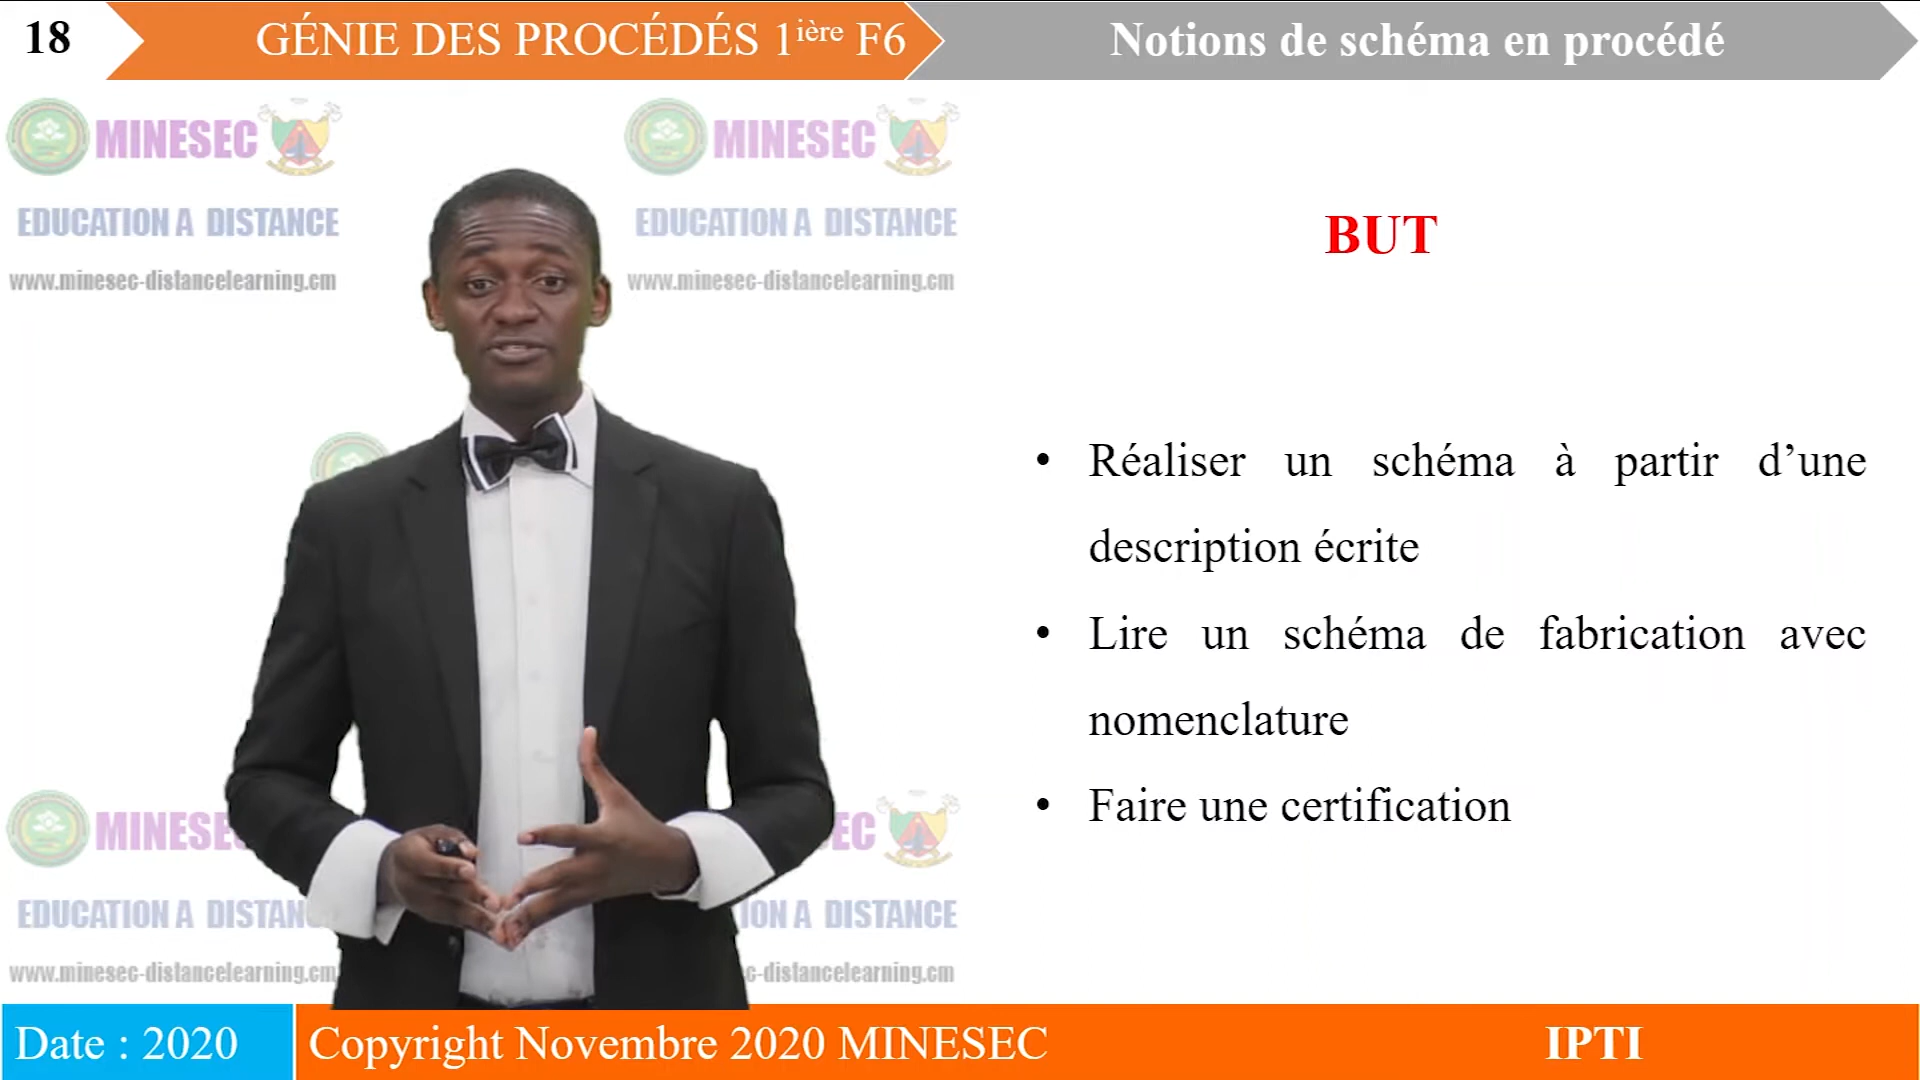 18
GÉNIE DES PROCÉDÉS 1ière F6
Notions de schéma en procédé
MINESEC
MINESEC
EDUCATION A DISTANCE
EDUCATION A DISTANCE
www.minesec-distancelearning.cm
www.minesec-distancelearning.cm
BUT
• Réaliser un schéma à partir d’une
description écrite
• Lire un schéma de fabrication avec
nomenclature
• Faire une certification
MINESE
EC
EDUCATION A DISTAN
ION A DISTANCE
www.minesec-distancelearning.cm
c-distancelearning.cm
Date : 2020
Copyright Novembre 2020 MINESEC
IPTI